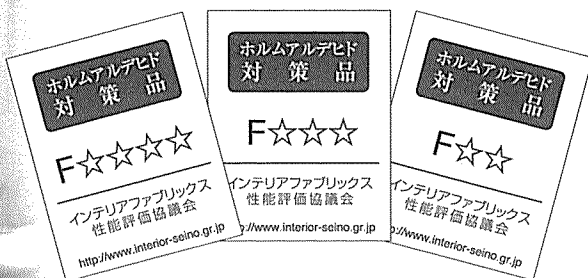 ホルムアルデヒド
対策品
F☆☆☆☆
インテリアファブリックス
性能評価協議会
http://www.interior-seino.gr.jp
ホルムアルデヒド
対策品
F☆☆☆
インテリアファブリックス
性能評価協議会
://www.interior-seino.gr.jp
ホルムアルデヒド
対策品
F☆☆
インテリアファブリックス
性能評価協議会
p://www.interior-seino.gr.jp